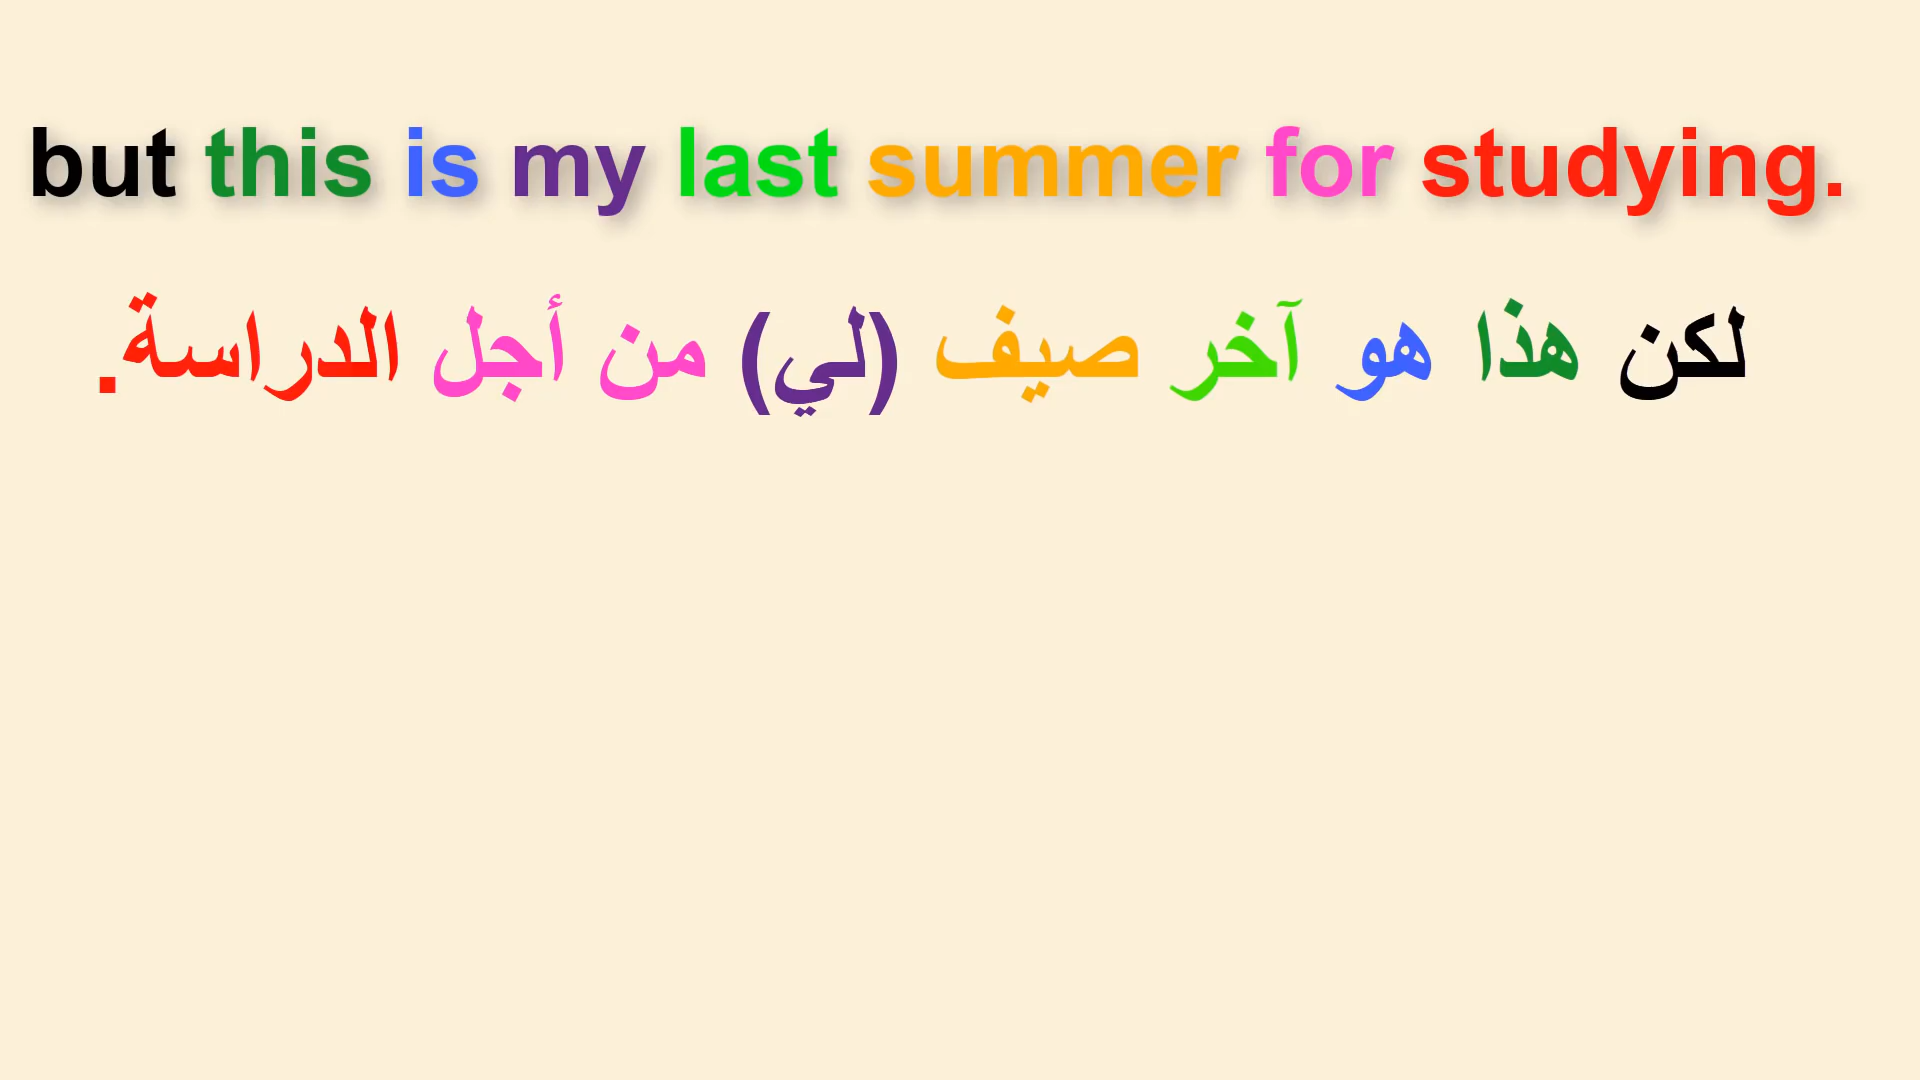 but this is my last summer for studying.
لكن هذا هو آخر صيف (لي) من أجل الدراسة.